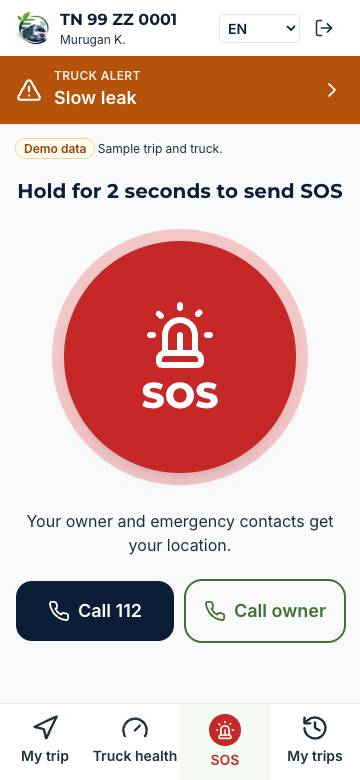 TN 99 ZZ 0001
Murugan K.
EN
TRUCK ALERT
Slow leak
Demo data Sample trip and truck.
Hold for 2 seconds to send SOS
SOS
Your owner and emergency contacts get
your location.
Call 112
Call owner
My trip
Truck health
SOS
My trips